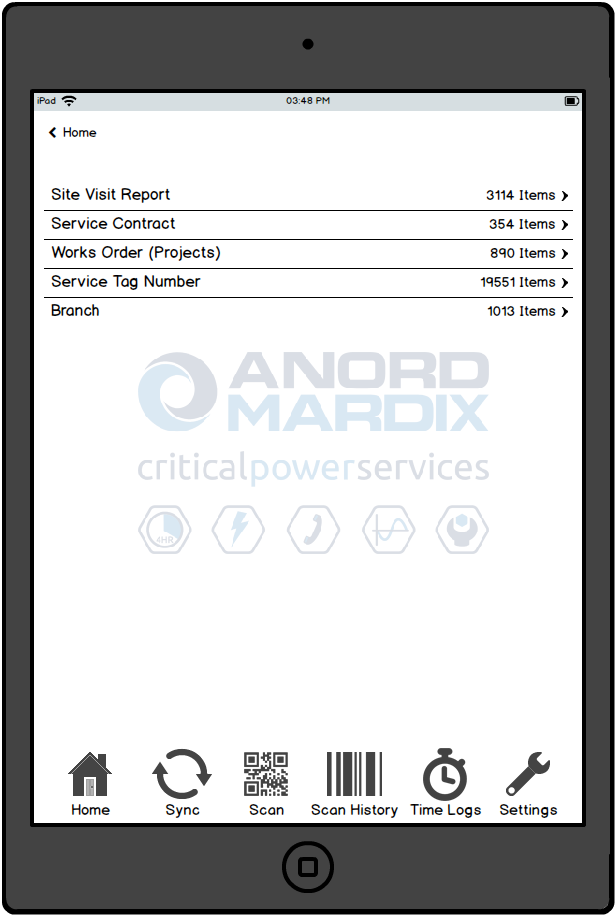 iPad 03:48 PM
Home
Site Visit Report 3114 Items
Service Contract 354 Items
Works Order (Projects) 890 Items
Service Tag Number 19551 Items
Branch 1013 Items
ANORD
MARDIX
criticalpowerservices
4HR
Home Sync Scan Scan History Time Logs Settings